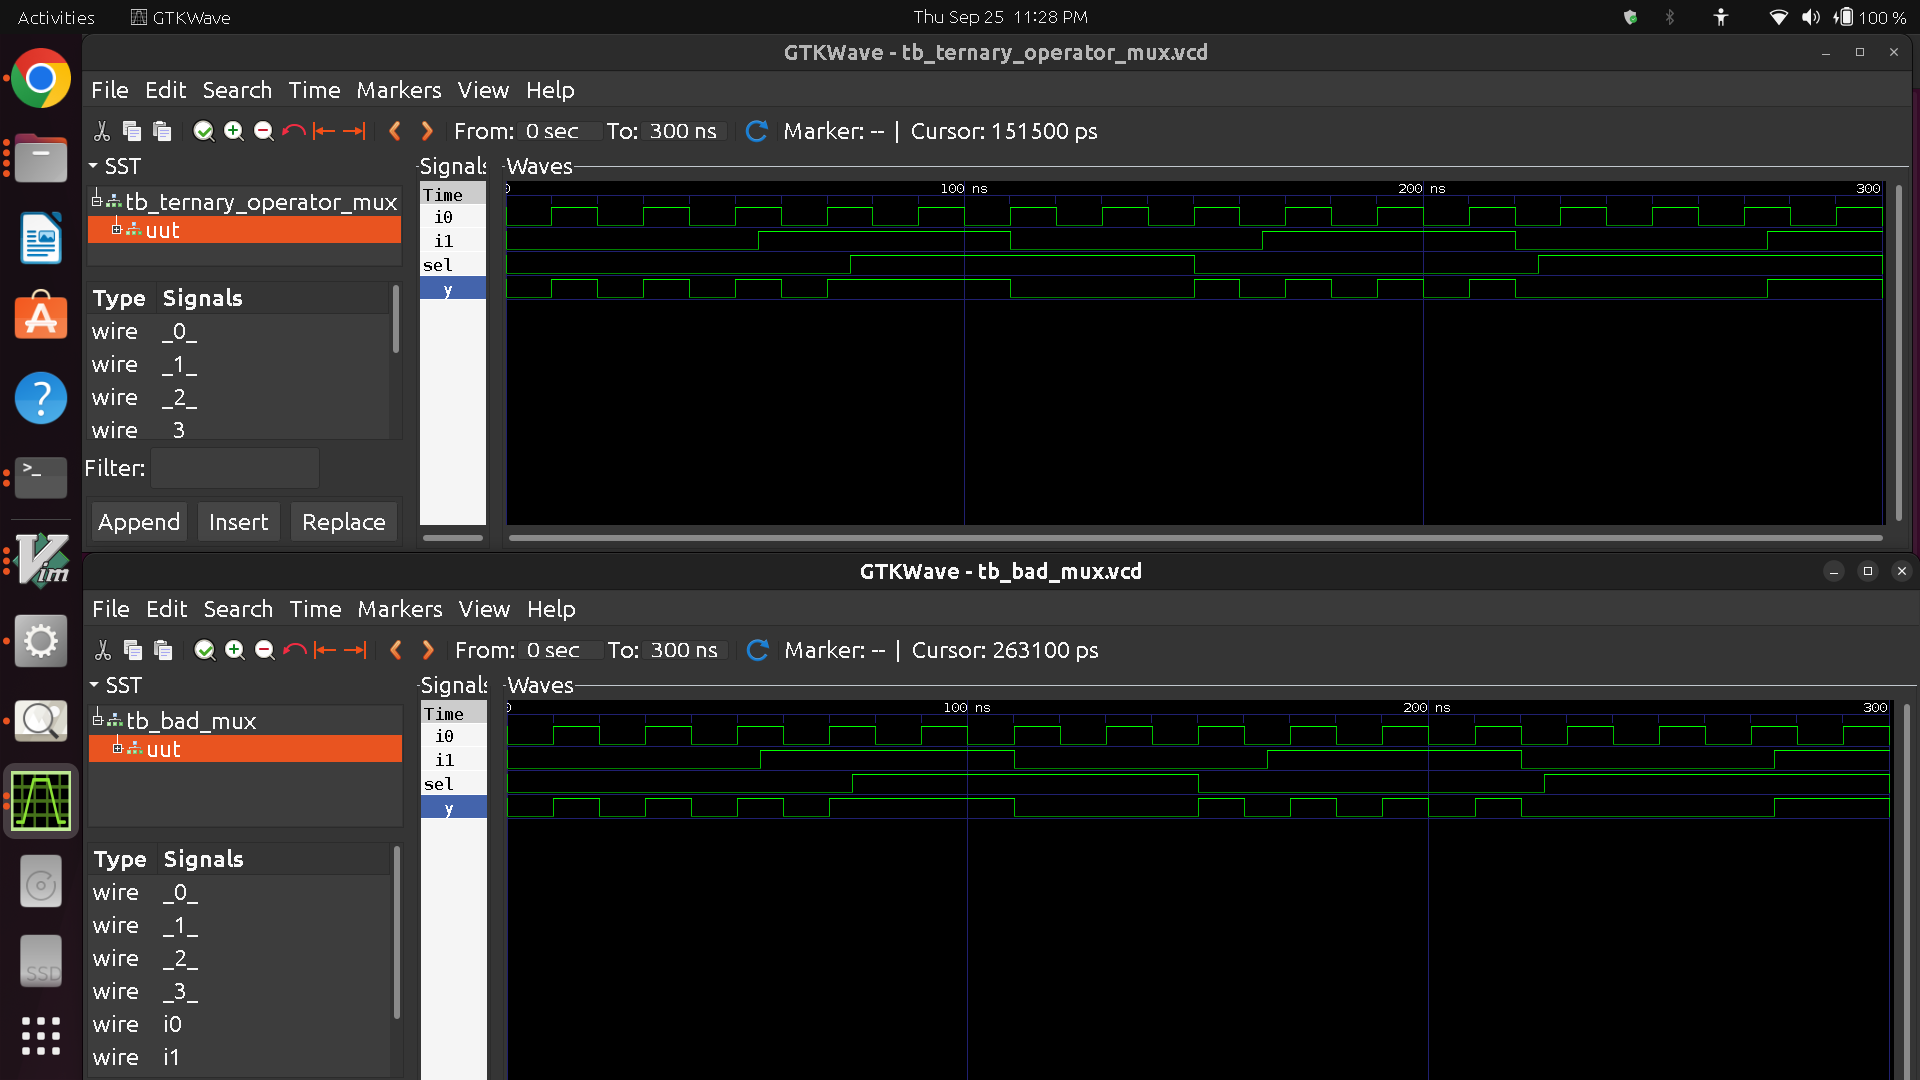 Activities GTKWave Thu Sep 25 11:28 PM 100 %
GTKWave - tb_ternary_operator_mux.vcd
File Edit Search Time Markers View Help
From: 0 sec To: 300 ns Marker: -- | Cursor: 151500 ps
SST
tb_ternary_operator_mux
uut
Type Signals
wire _0_
wire _1_
wire _2_
wire 3
Filter:
Append Insert Replace
Signals
Time
i0
i1
sel
y
Waves
0 100 ns 200 ns 300
GTKWave - tb_bad_mux.vcd
File Edit Search Time Markers View Help
From: 0 sec To: 300 ns Marker: -- | Cursor: 263100 ps
SST
tb_bad_mux
uut
Type Signals
wire _0_
wire _1_
wire _2_
wire _3_
wire i0
wire i1
Signals
Time
i0
i1
sel
y
Waves
0 100 ns 200 ns 300
? 
>_
Vim
SSD